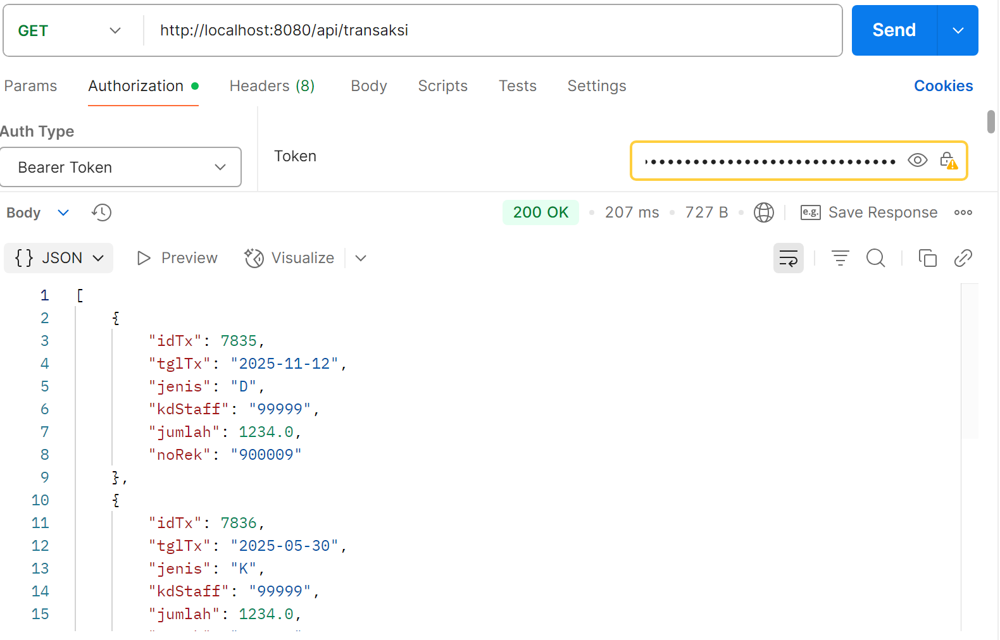 GET http://localhost:8080/api/transaksi Send
Params Authorization Headers (8) Body Scripts Tests Settings Cookies
Auth Type
Bearer Token
Token
Body 200 OK 207 ms 727 B e.g. Save Response
{} JSON Preview Visualize
1 [
2 {
3 "idTx": 7835,
4 "tglTx": "2025-11-12",
5 "jenis": "D",
6 "kdStaff": "99999",
7 "jumlah": 1234.0,
8 "noRek": "900009"
9 },
10 {
11 "idTx": 7836,
12 "tglTx": "2025-05-30",
13 "jenis": "K",
14 "kdStaff": "99999",
15 "jumlah": 1234.0,